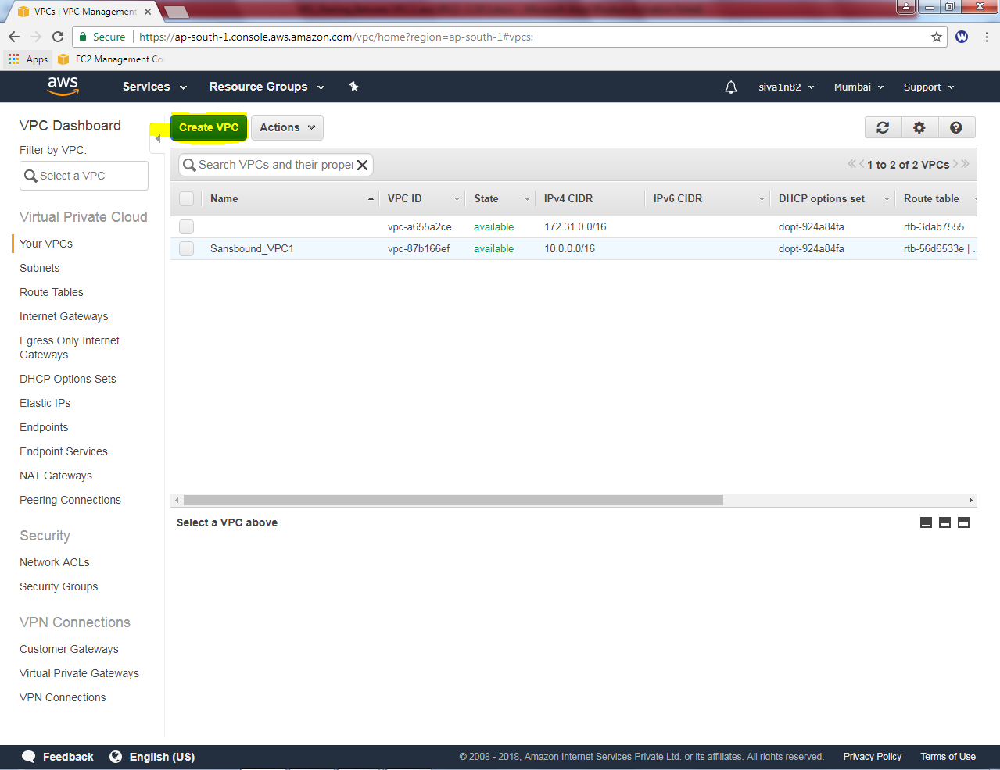 VPCs | VPC Management
Secure https://ap-south-1.console.aws.amazon.com/vpc/home?region=ap-south-1#vpcs:
W
Apps EC2 Management Co
aws Services Resource Groups siva1n82 Mumbai Support
VPC Dashboard
Filter by VPC:
Select a VPC
Virtual Private Cloud
Your VPCs
Subnets
Route Tables
Internet Gateways
Egress Only Internet
Gateways
DHCP Options Sets
Elastic IPs
Endpoints
Endpoint Services
NAT Gateways
Peering Connections
Security
Network ACLs
Security Groups
VPN Connections
Customer Gateways
Virtual Private Gateways
VPN Connections
Create VPC Actions
Search VPCs and their proper 1 to 2 of 2 VPCs
Name VPC ID State IPv4 CIDR IPv6 CIDR DHCP options set Route table
vpc-a655a2ce available 172.31.0.0/16 dopt-924a84fa rtb-3dab7555
Sansbound_VPC1 vpc-87b166ef available 10.0.0.0/16 dopt-924a84fa rtb-56d6533e | ..
Select a VPC above
Feedback English (US) © 2008 - 2018, Amazon Internet Services Private Ltd. or its affiliates. All rights reserved. Privacy Policy Terms of Use